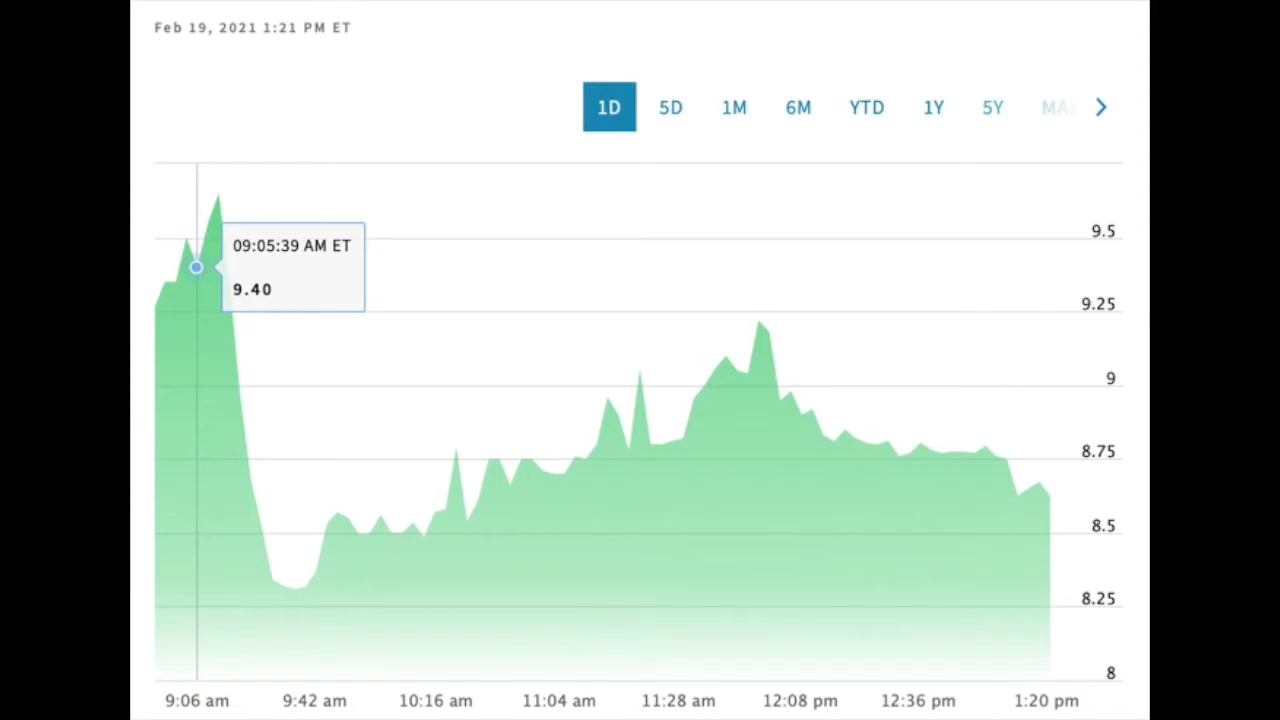 Feb 19, 2021 1:21 PM ET
1D 5D 1M 6M YTD 1Y 5Y
09:05:39 AM ET
9.40
9.5
9.25
9
8.75
8.5
8.25
8
9:06 am 9:42 am 10:16 am 11:04 am 11:28 am 12:08 pm 12:36 pm 1:20 pm